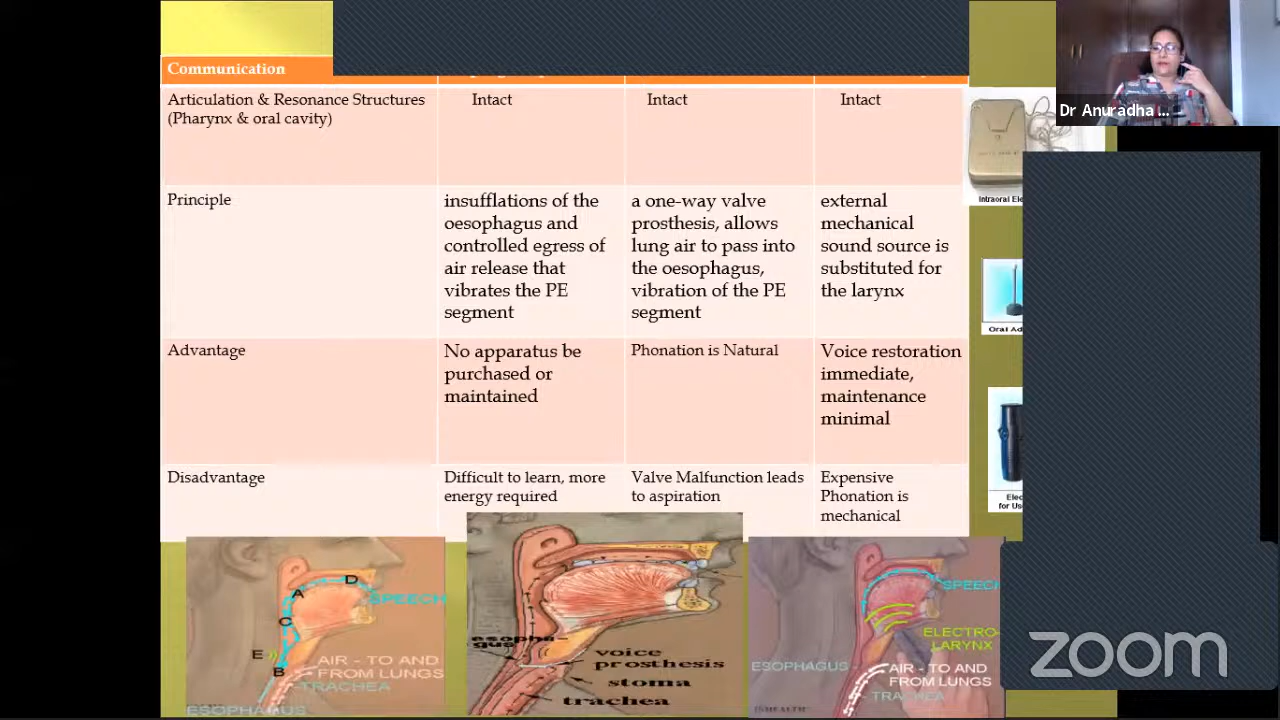 Communication
Articulation & Resonance Structures
(Pharynx & oral cavity)
Intact
Intact
Intact
Principle
insufflations of the
oesophagus and
controlled egress of
air release that
vibrates the PE
segment
a one-way valve
prosthesis, allows
lung air to pass into
the oesophagus,
vibration of the PE
segment
external
mechanical
sound source is
substituted for
the larynx
Advantage
No apparatus be
purchased or
maintained
Phonation is Natural
Voice restoration
immediate,
maintenance
minimal
Disadvantage
Difficult to learn, more
energy required
Valve Malfunction leads
to aspiration
Expensive
Phonation is
mechanical
Dr Anuradha ...
Intraoral
Oral
for
D
A
SPEECH
C
E
B
AIR - TO AND
FROM LUNGS
TRACHEA
ESOPHAGUS
esopha-
gus
voice
prosthesis
stoma
trachea
SPEECH
ELECTRO-
LARYNX
ESOPHAGUS
AIR - TO AND
FROM LUNGS
TRACHEA
zoom